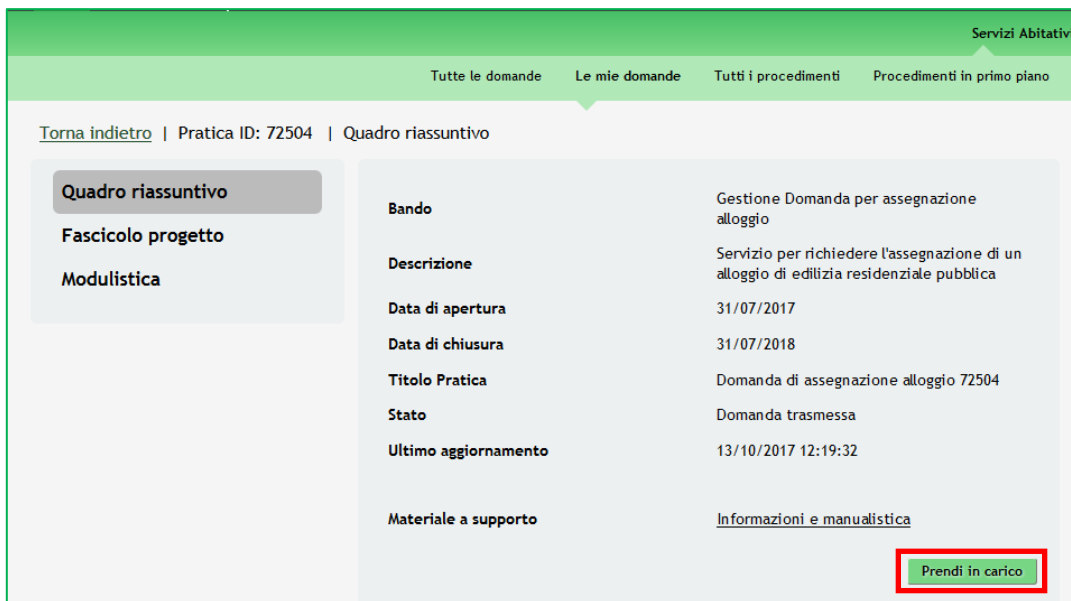 Servizi Abitativ
Tutte le domande Le mie domande Tutti i procedimenti Procedimenti in primo piano
Torna indietro | Pratica ID: 72504 | Quadro riassuntivo
Quadro riassuntivo
Fascicolo progetto
Modulistica
Bando Gestione Domanda per assegnazione
alloggio
Descrizione Servizio per richiedere l'assegnazione di un
alloggio di edilizia residenziale pubblica
Data di apertura 31/07/2017
Data di chiusura 31/07/2018
Titolo Pratica Domanda di assegnazione alloggio 72504
Stato Domanda trasmessa
Ultimo aggiornamento 13/10/2017 12:19:32
Materiale a supporto Informazioni e manualistica
Prendi in carico